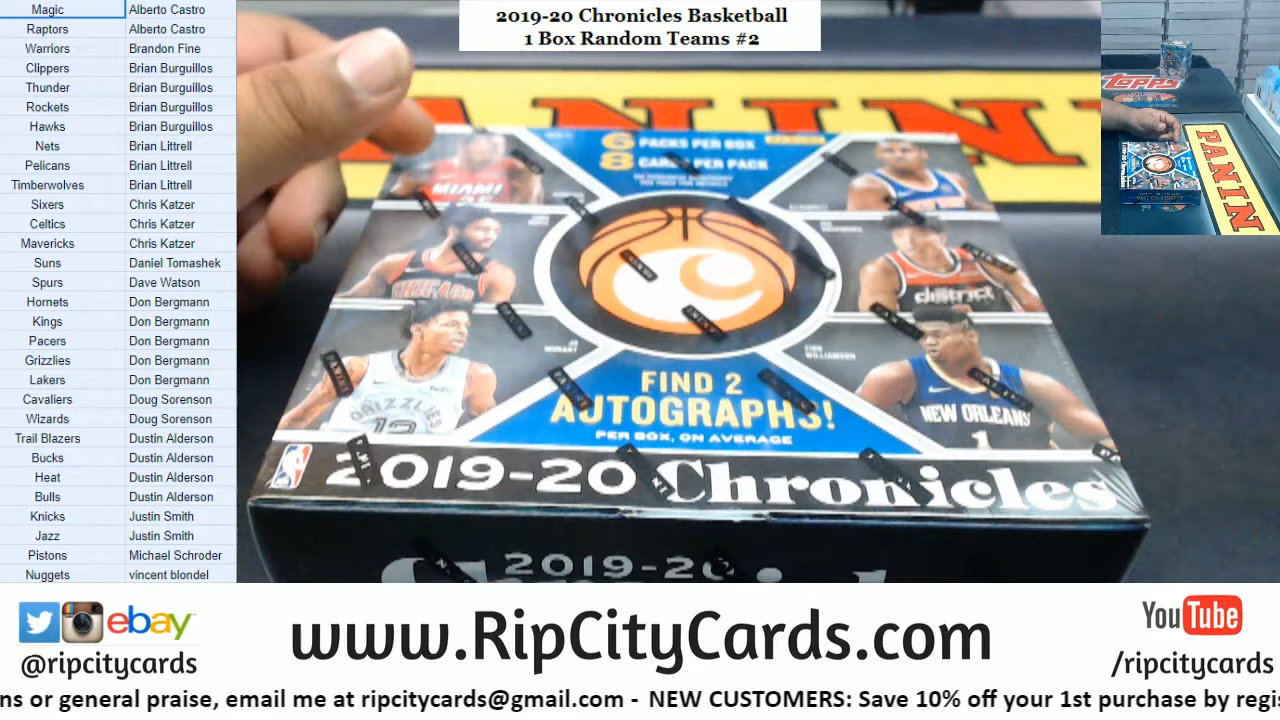 Magic Alberto Castro
Raptors Alberto Castro
Warriors Brandon Fine
Clippers Brian Burguillos
Thunder Brian Burguillos
Rockets Brian Burguillos
Hawks Brian Burguillos
Nets Brian Littrell
Pelicans Brian Littrell
Timberwolves Brian Littrell
Sixers Chris Katzer
Celtics Chris Katzer
Mavericks Chris Katzer
Suns Daniel Tomashek
Spurs Dave Watson
Hornets Don Bergmann
Kings Don Bergmann
Pacers Don Bergmann
Grizzlies Don Bergmann
Lakers Don Bergmann
Cavaliers Doug Sorenson
Wizards Doug Sorenson
Trail Blazers Dustin Alderson
Bucks Dustin Alderson
Heat Dustin Alderson
Bulls Dustin Alderson
Knicks Justin Smith
Jazz Justin Smith
Pistons Michael Schroder
Nuggets vincent blondel
2019-20 Chronicles Basketball
1 Box Random Teams #2
PANINI
6 PACKS PER BOX
8 CARDS PER PACK
MIAMI
CHICAGO
district
JA MORANT
ZION WILLIAMSON
GRIZZLIES
12
NEW ORLEANS
1
FIND 2
AUTOGRAPHS!
PER BOX, ON AVERAGE
2019-20 Chronicles
2019-20
Topps
PANINI
ebay
@ripcitycards
www.RipCityCards.com
YouTube
/ripcitycards
ns or general praise, email me at ripcitycards@gmail.com - NEW CUSTOMERS: Save 10% off your 1st purchase by regis